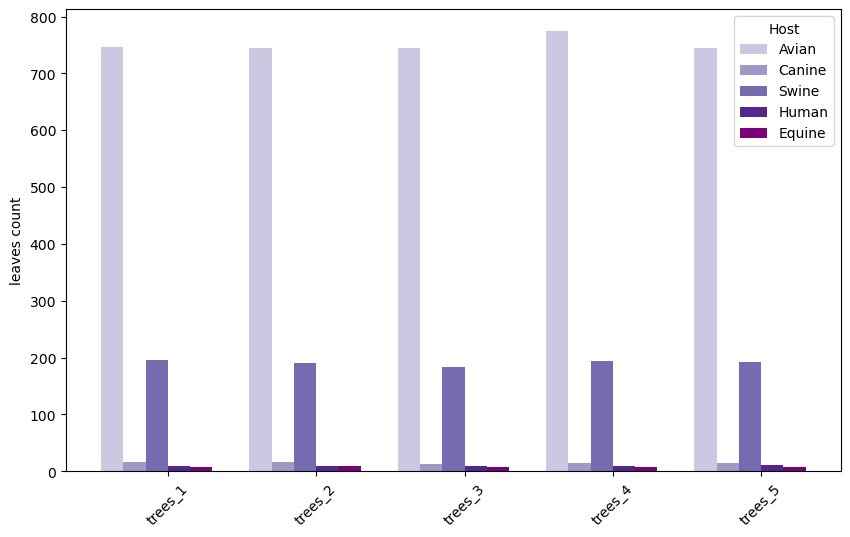 800
700
600
500
400
300
200
100
0
leaves count
Host
Avian
Canine
Swine
Human
Equine
trees_1
trees_2
trees_3
trees_4
trees_5